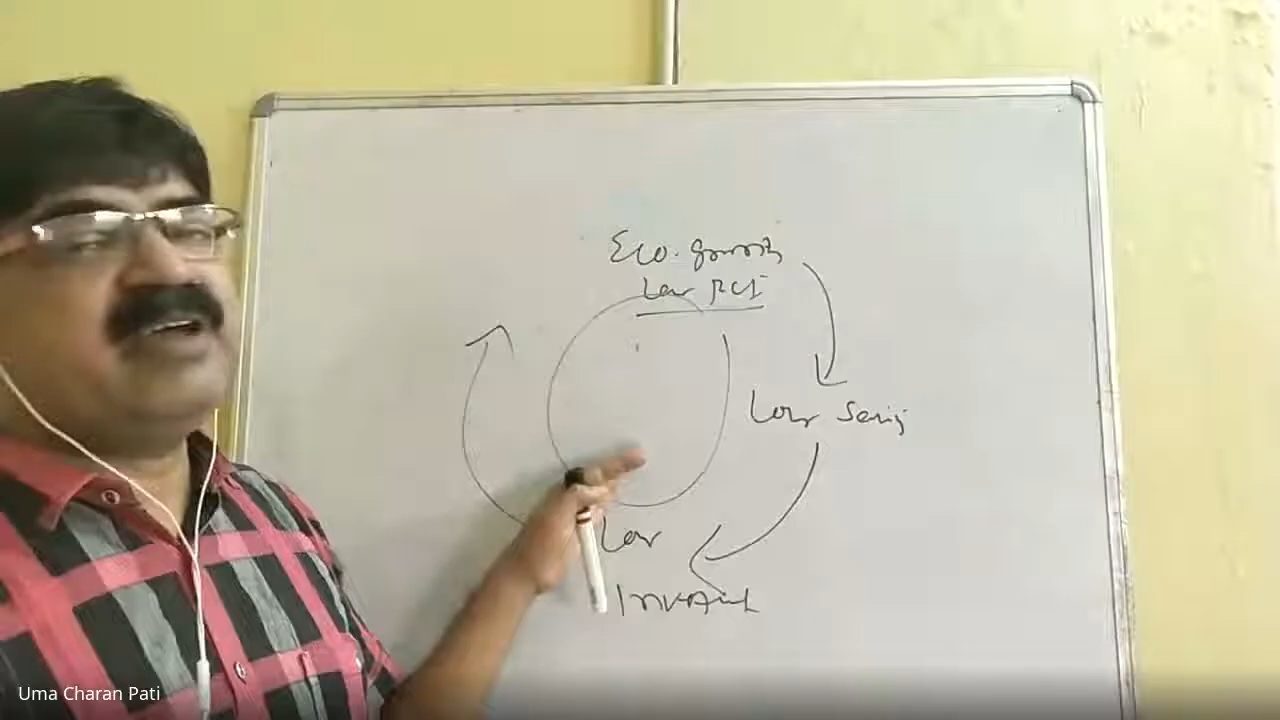 Eco. growth
Low PCI
Low Saving
Low
Investment
Uma Charan Pati